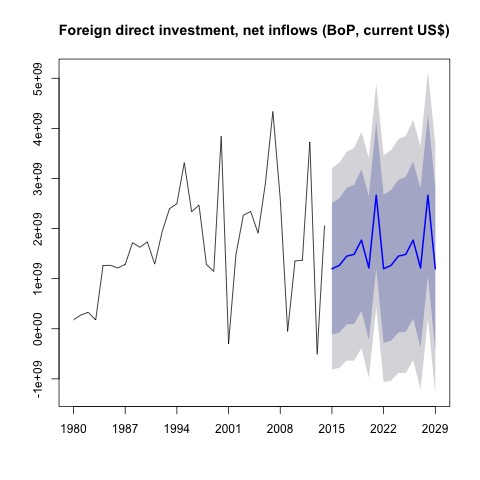 Foreign direct investment, net inflows (BoP, current US$)
5e+09
4e+09
3e+09
2e+09
1e+09
0e+00
-1e+09
1980 1987 1994 2001 2008 2015 2022 2029